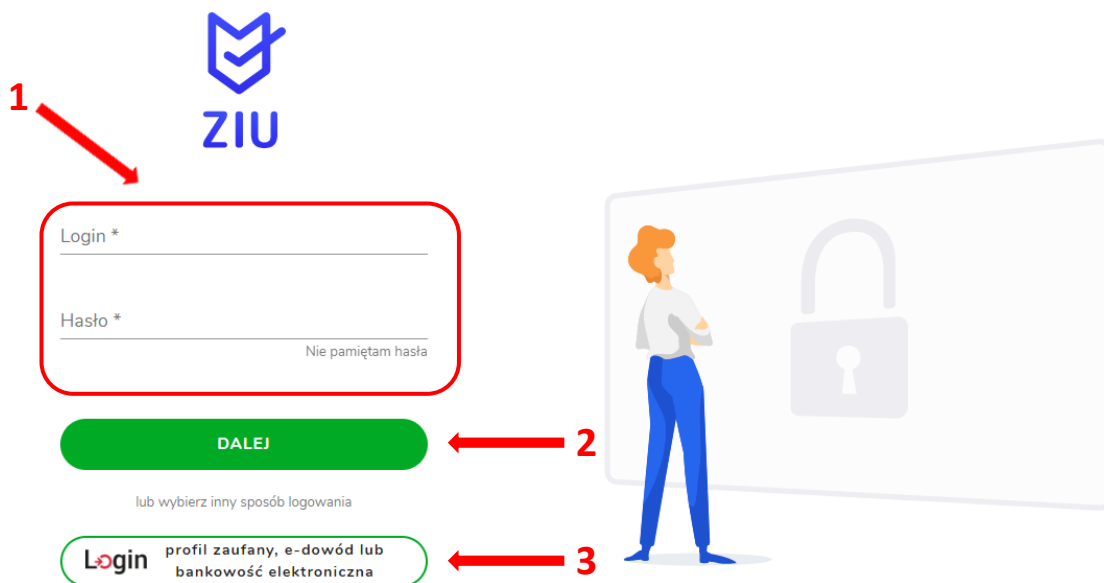 ZIU
1
Login *
Hasło *
Nie pamiętam hasła
DALEJ
2
lub wybierz inny sposób logowania
Login
profil zaufany, e-dowód lub
bankowość elektroniczna
3